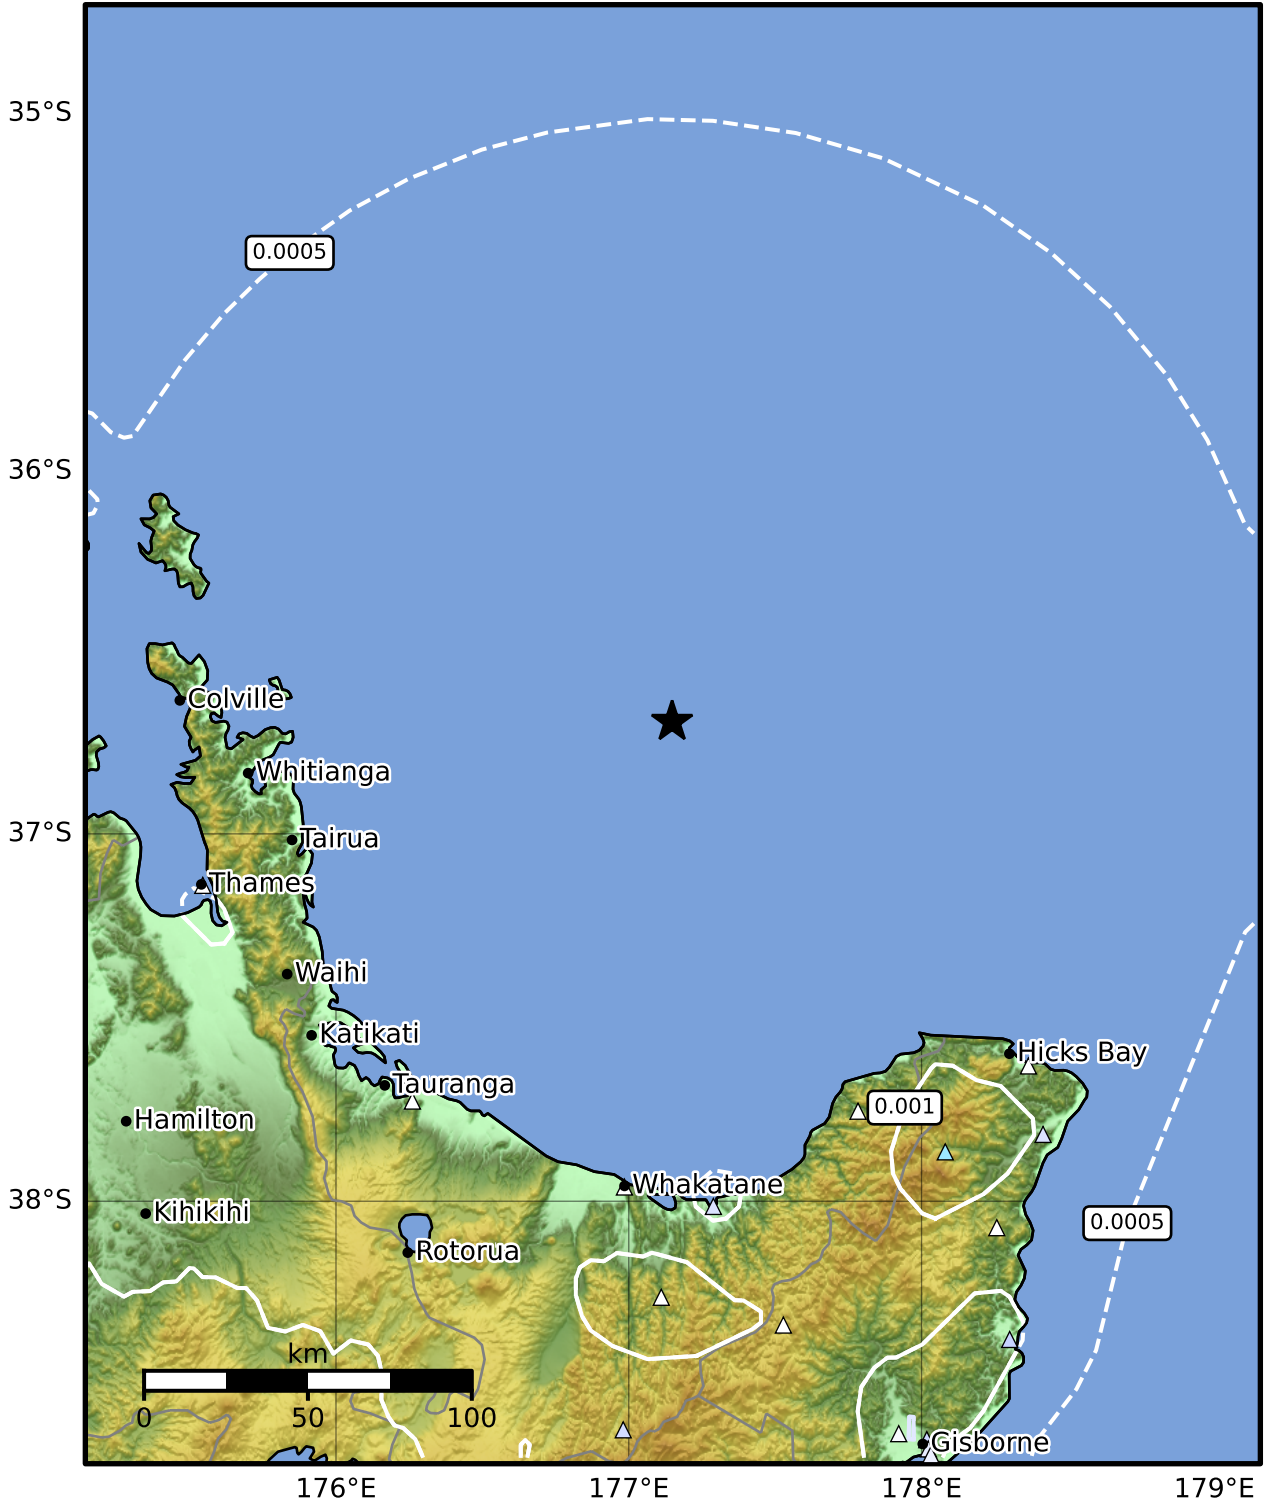 35°S
0.0005
36°S
Colville
Whitianga
37°S
Tairua
Thames
Waihi
Katikati
Hicks Bay
Tauranga
0.001
Hamilton
Whakatane
38°S
Kihikihi
0.0005
Rotorua
km
0 50 100
Gisborne
176°E 177°E 178°E 179°E